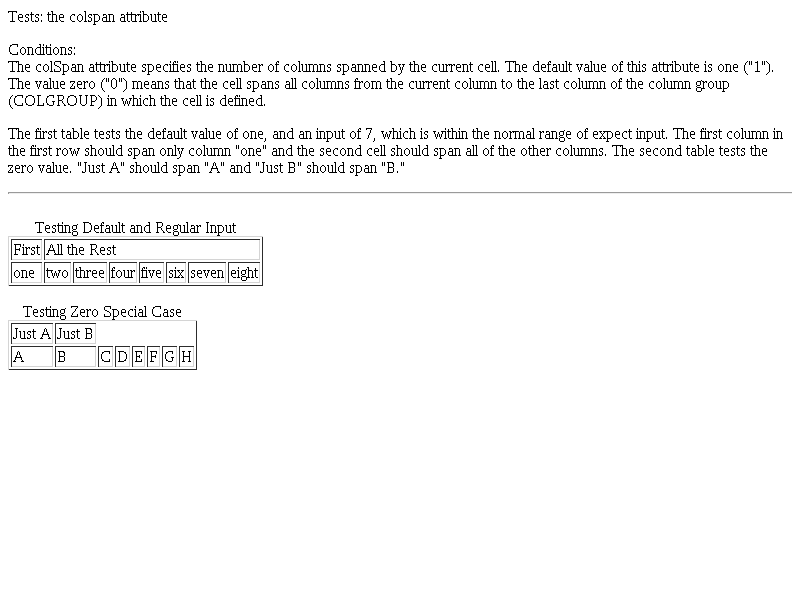 Tests: the colspan attribute
Conditions:
The colSpan attribute specifies the number of columns spanned by the current cell. The default value of this attribute is one ("1").
The value zero ("0") means that the cell spans all columns from the current column to the last column of the column group
(COLGROUP) in which the cell is defined.
The first table tests the default value of one, and an input of 7, which is within the normal range of expect input. The first column in
the first row should span only column "one" and the second cell should span all of the other columns. The second table tests the
zero value. "Just A" should span "A" and "Just B" should span "B."
Testing Default and Regular Input
First All the Rest
one two three four five six seven eight
Testing Zero Special Case
Just A Just B
A B C D E F G H